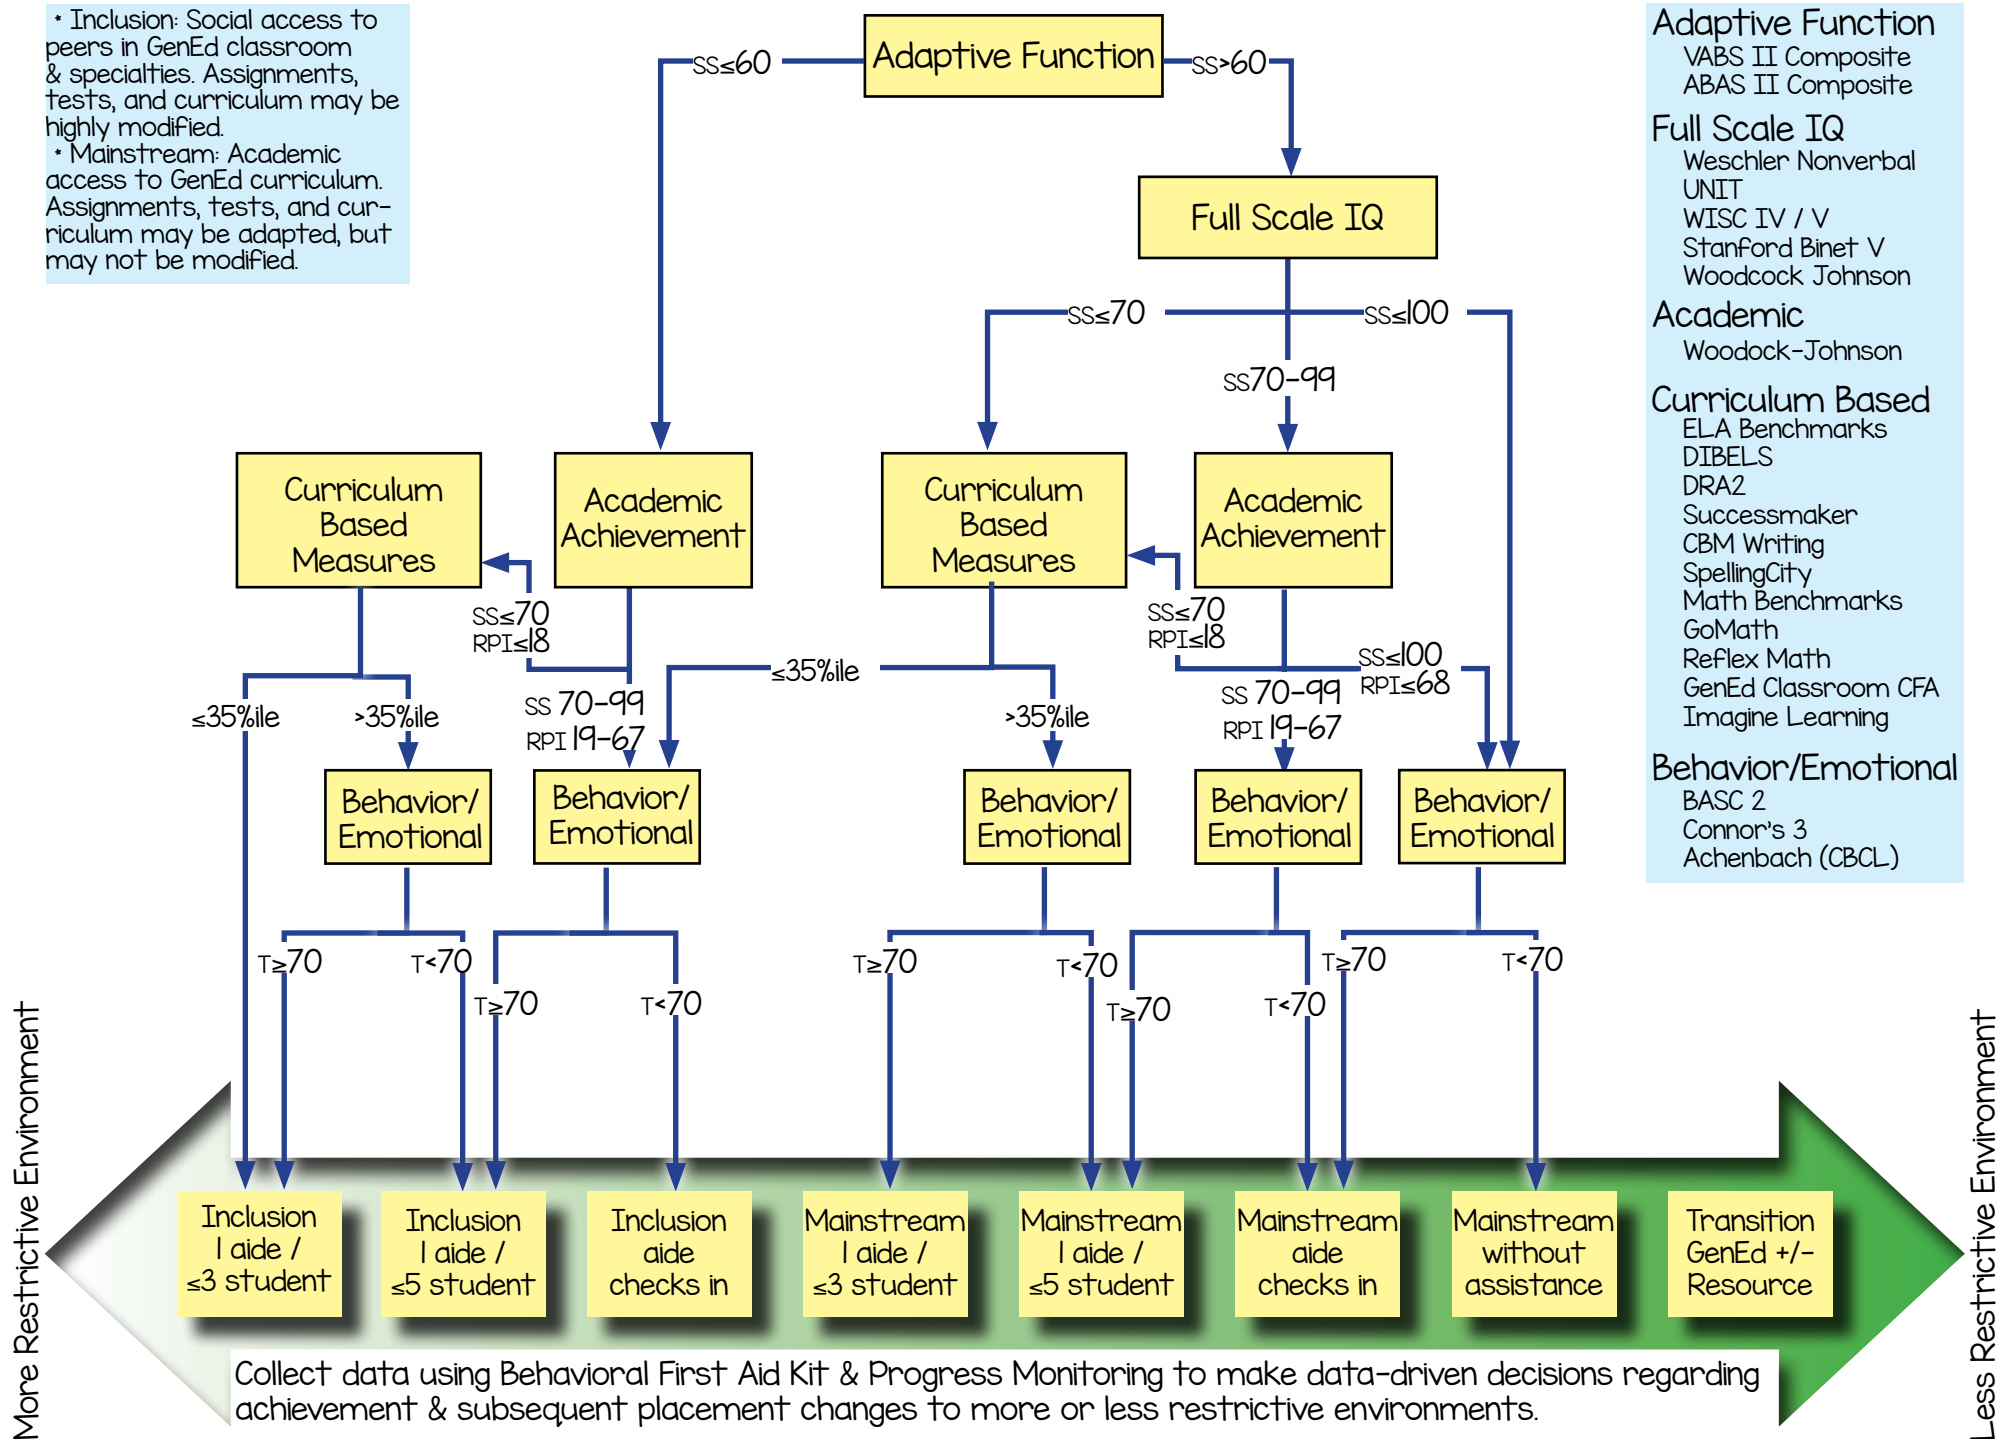 * Inclusion: Social access to
peers in GenEd classroom
& specialties. Assignments,
tests, and curriculum may be
highly modified.
* Mainstream: Academic
access to GenEd curriculum.
Assignments, tests, and cur-
riculum may be adapted, but
may not be modified.
SS≤60
Adaptive Function
SS>60
Full Scale IQ
SS≤70
SS≤100
SS70-99
Curriculum
Based
Measures
Academic
Achievement
Curriculum
Based
Measures
Academic
Achievement
SS≤70
RPI≤18
SS≤70
RPI≤18
≤35%ile
>35%ile
SS 70-99
RPI 19-67
≤35%ile
>35%ile
SS 70-99
RPI 19-67
SS≤100
RPI≤68
Behavior/
Emotional
Behavior/
Emotional
Behavior/
Emotional
Behavior/
Emotional
Behavior/
Emotional
T≥70
T<70
T≥70
T<70
T≥70
T<70
T≥70
T<70
T≥70
T<70
Adaptive Function
VABS II Composite
ABAS II Composite
Full Scale IQ
Weschler Nonverbal
UNIT
WISC IV / V
Stanford Binet V
Woodcock Johnson
Academic
Woodock-Johnson
Curriculum Based
ELA Benchmarks
DIBELS
DRA2
Successmaker
CBM Writing
SpellingCity
Math Benchmarks
GoMath
Reflex Math
GenEd Classroom CFA
Imagine Learning
Behavior/Emotional
BASC 2
Connor's 3
Achenbach (CBCL)
More Restrictive Environment
Inclusion
1 aide /
≤3 student
Inclusion
1 aide /
≤5 student
Inclusion
aide
checks in
Mainstream
1 aide /
≤3 student
Mainstream
1 aide /
≤5 student
Mainstream
aide
checks in
Mainstream
without
assistance
Transition
GenEd +/-
Resource
Less Restrictive Environment
Collect data using Behavioral First Aid Kit & Progress Monitoring to make data-driven decisions regarding
achievement & subsequent placement changes to more or less restrictive environments.